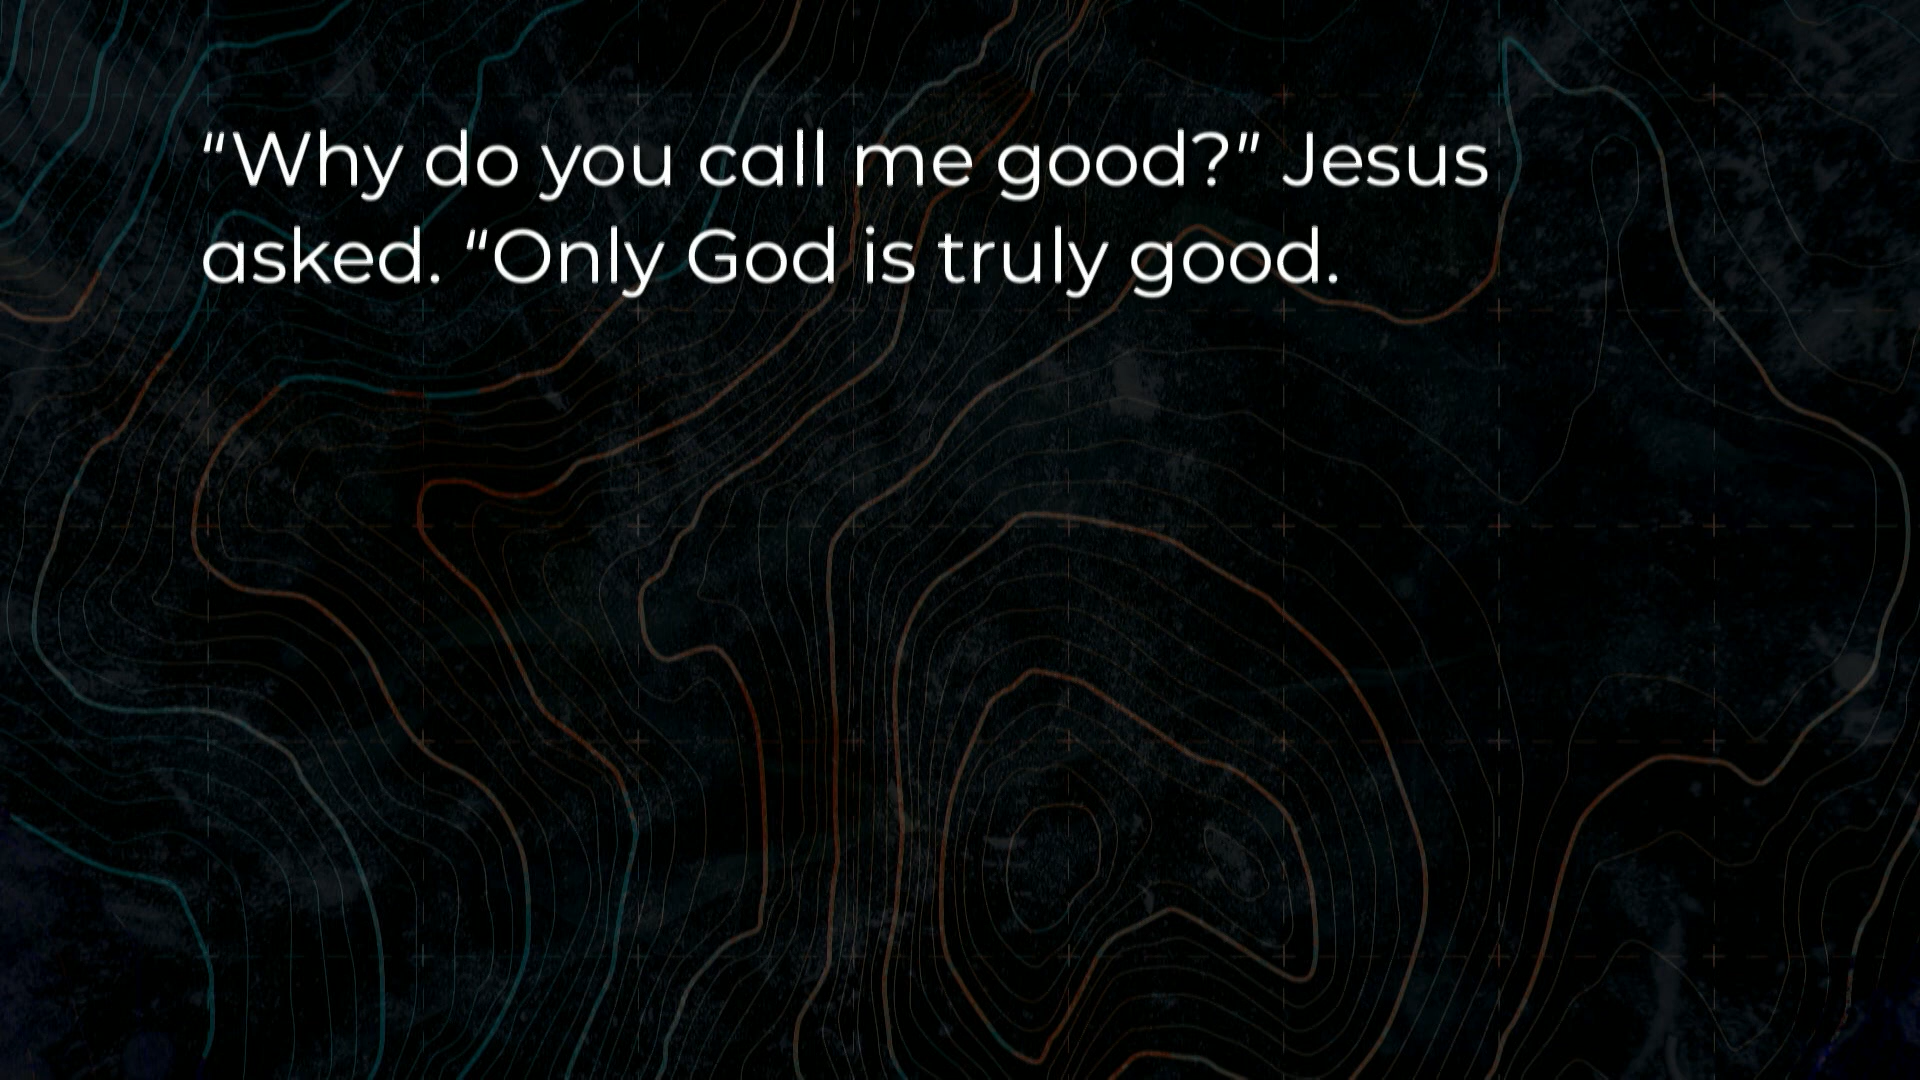 “Why do you call me good?” Jesus
asked. “Only God is truly good.